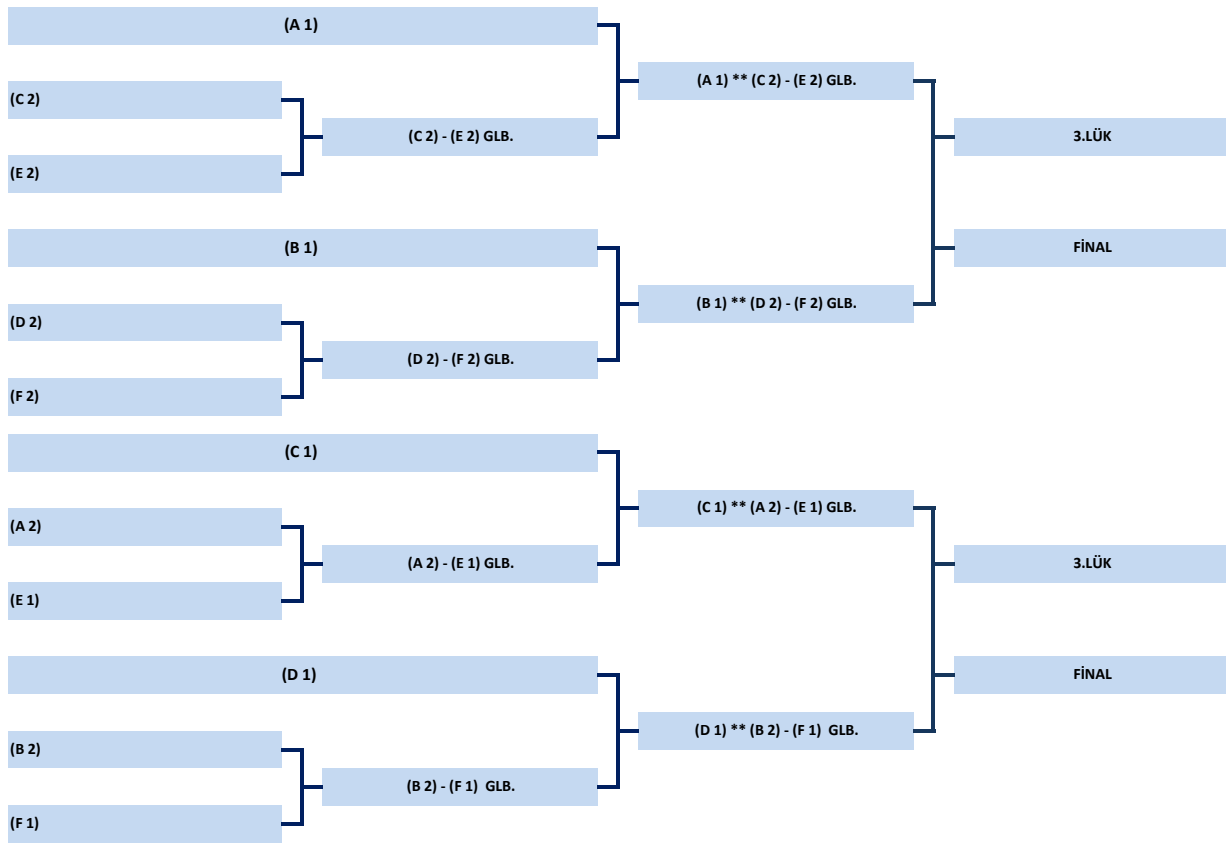 (A 1)
(A 1) ** (C 2) - (E 2) GLB.
(C 2)
(C 2) - (E 2) GLB.
3.LÜK
(E 2)
(B 1)
FİNAL
(B 1) ** (D 2) - (F 2) GLB.
(D 2)
(D 2) - (F 2) GLB.
(F 2)
(C 1)
(C 1) ** (A 2) - (E 1) GLB.
(A 2)
(A 2) - (E 1) GLB.
3.LÜK
(E 1)
(D 1)
FİNAL
(D 1) ** (B 2) - (F 1)  GLB.
(B 2)
(B 2) - (F 1)  GLB.
(F 1)